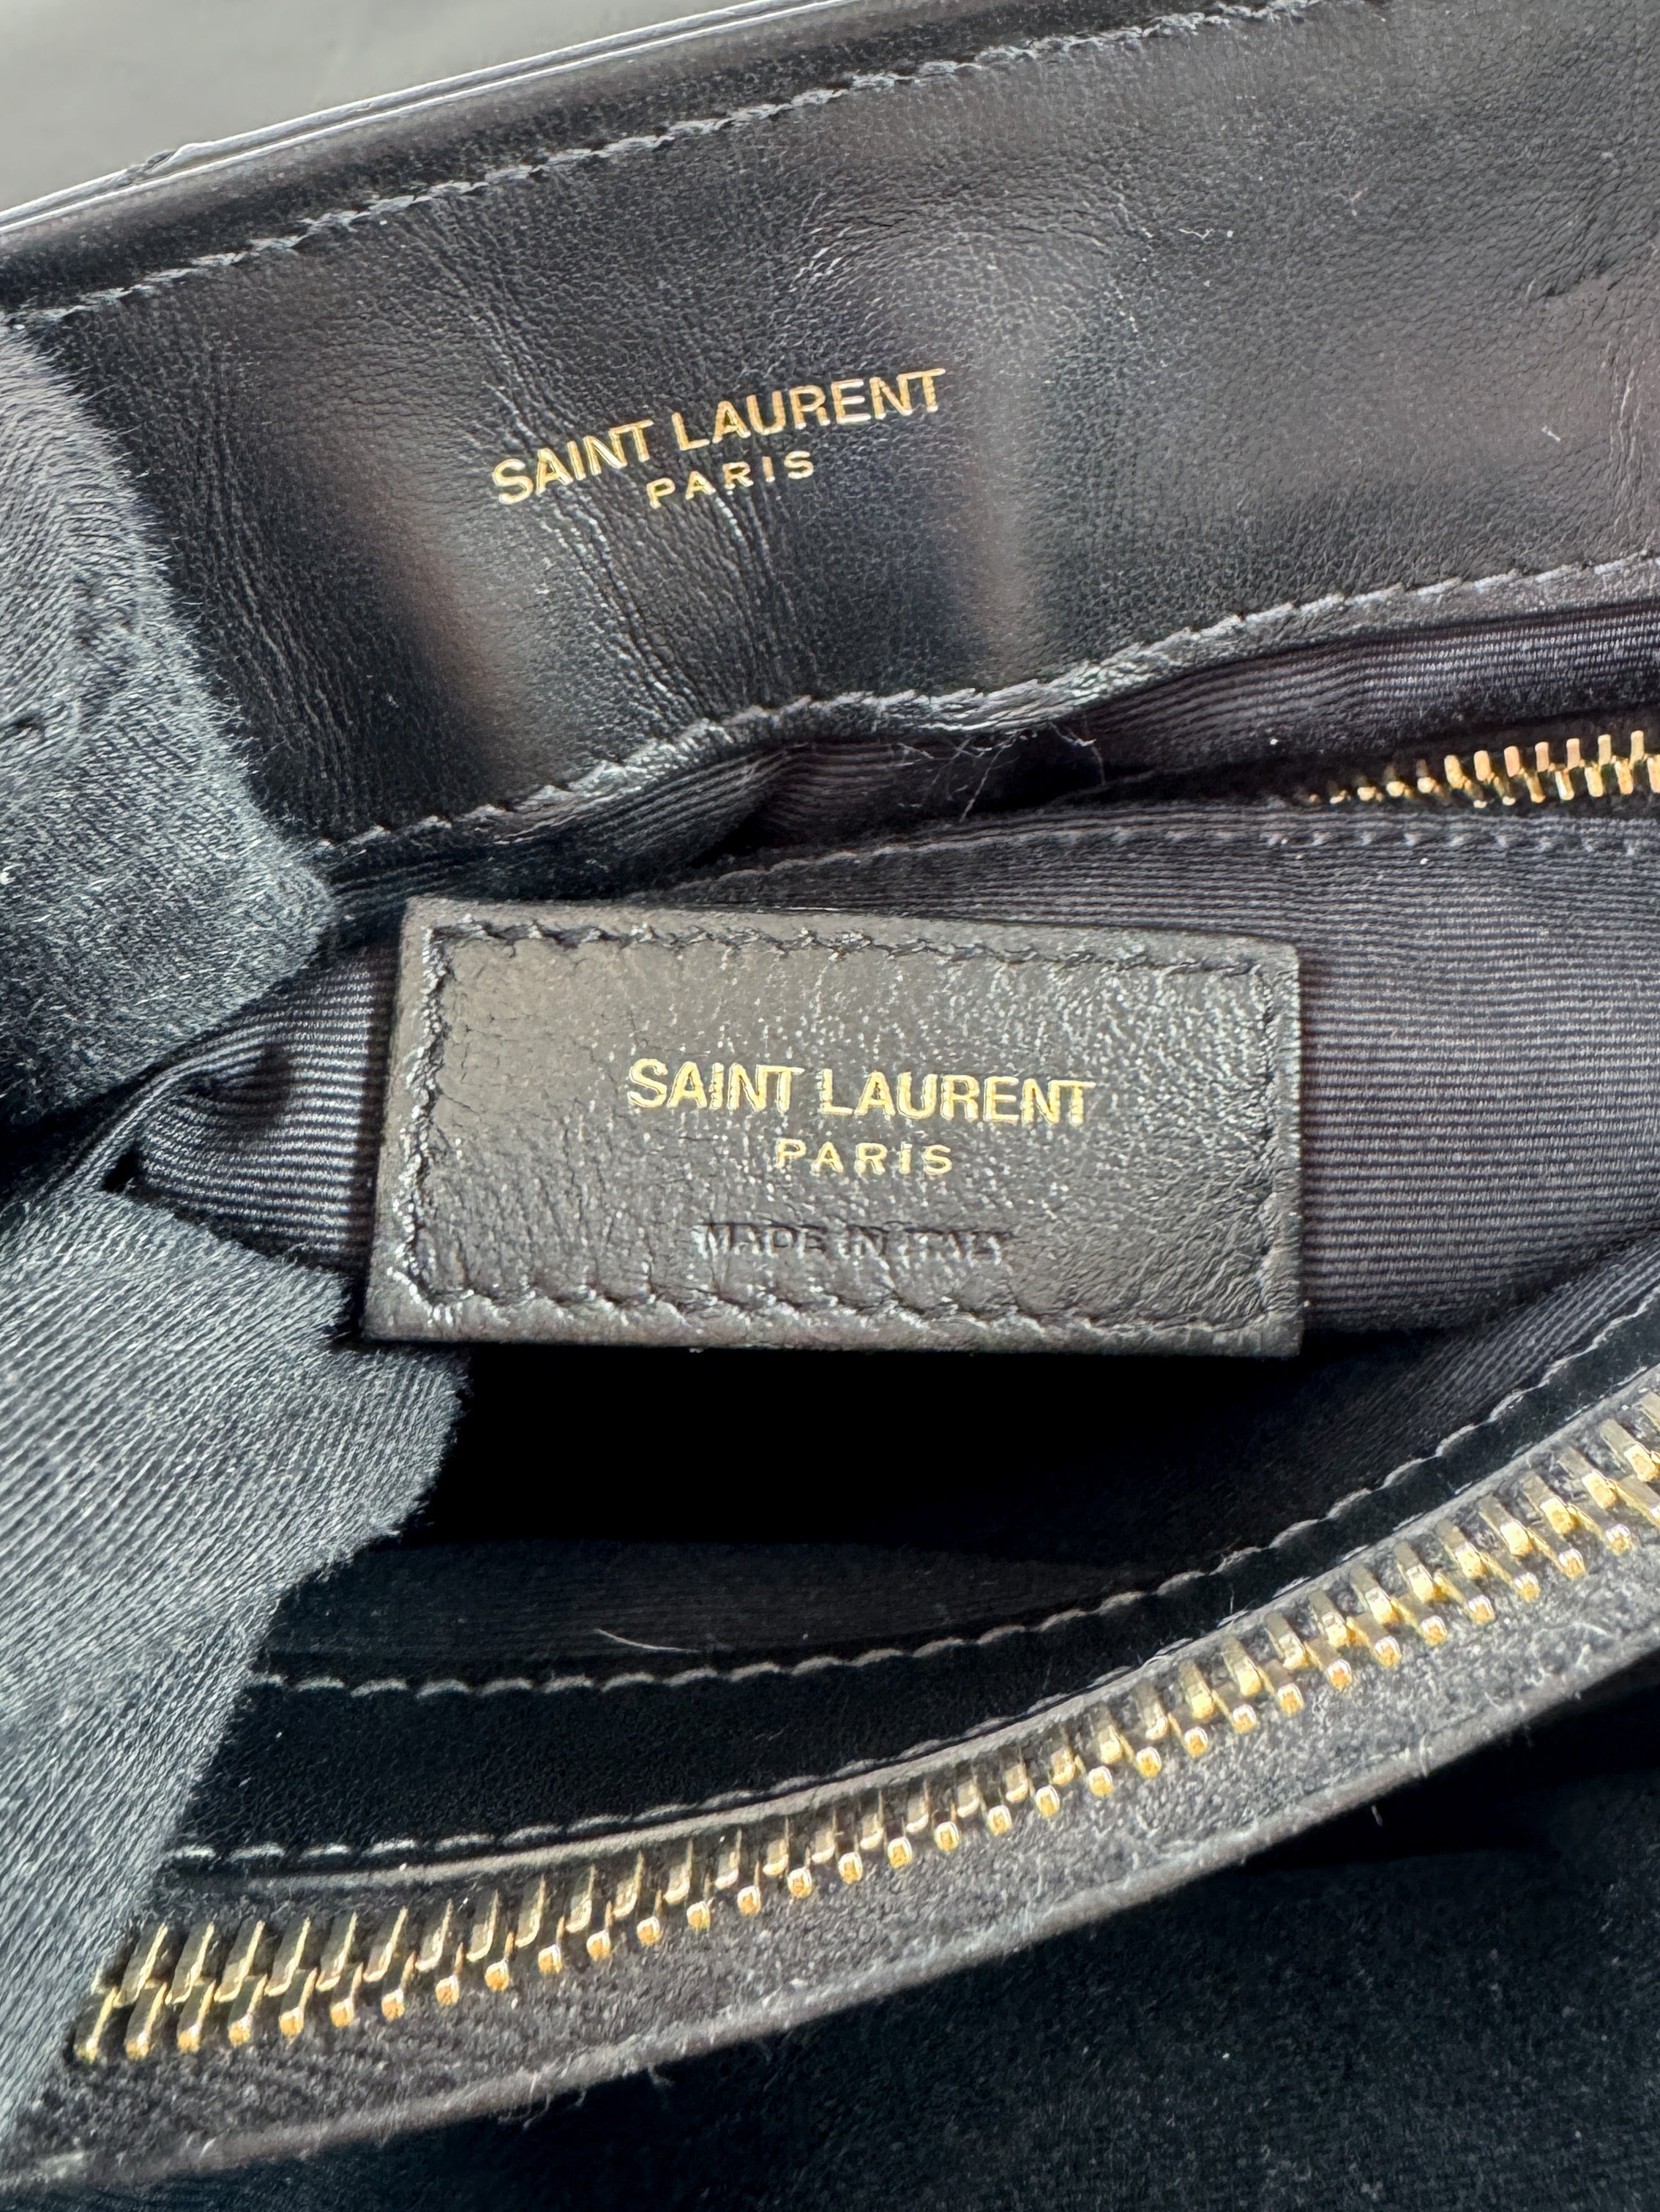 SAINT LAURENT
PARIS
SAINT LAURENT
PARIS
MADE IN ITALY